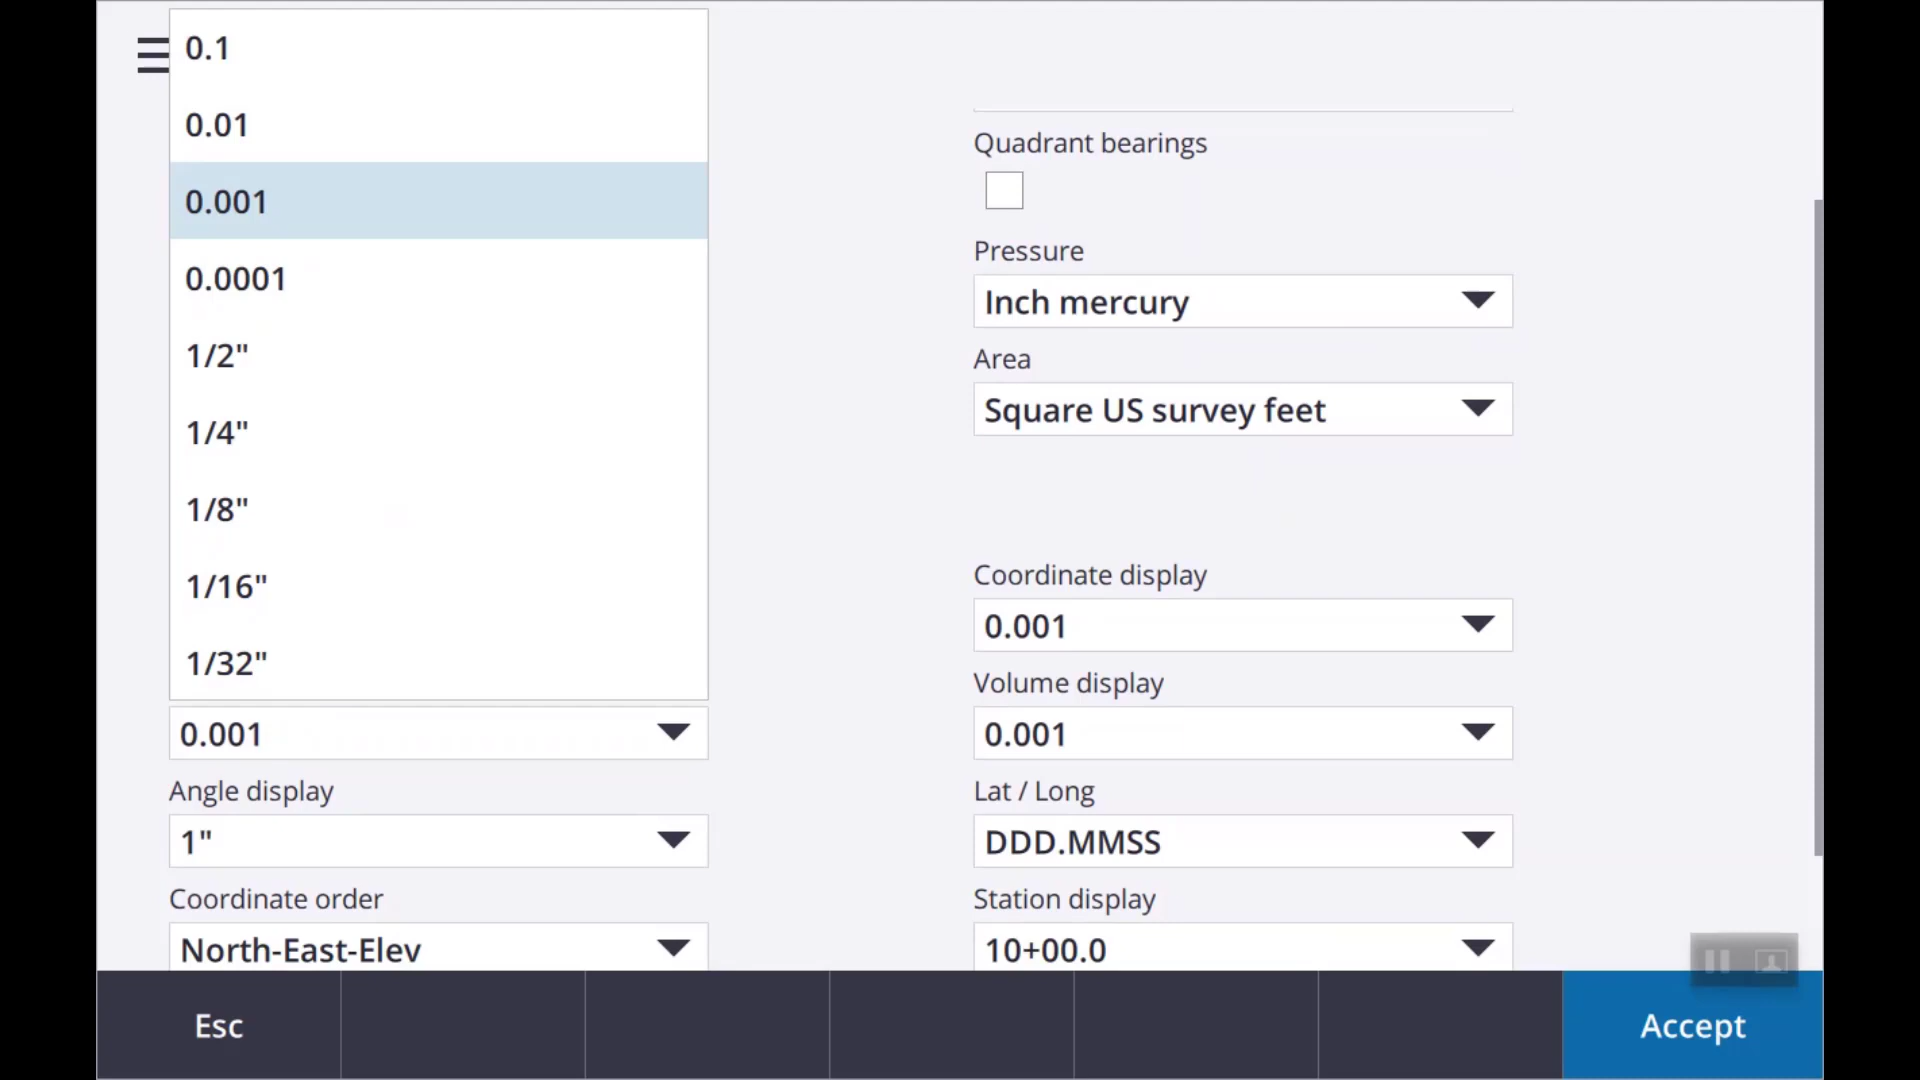 0.1
0.01
0.001
0.0001
1/2"
1/4"
1/8"
1/16"
1/32"
0.001
Angle display
1"
Coordinate order
North-East-Elev
Quadrant bearings
Pressure
Inch mercury
Area
Square US survey feet
Coordinate display
0.001
Volume display
0.001
Lat / Long
DDD.MMSS
Station display
10+00.0
Esc
Accept